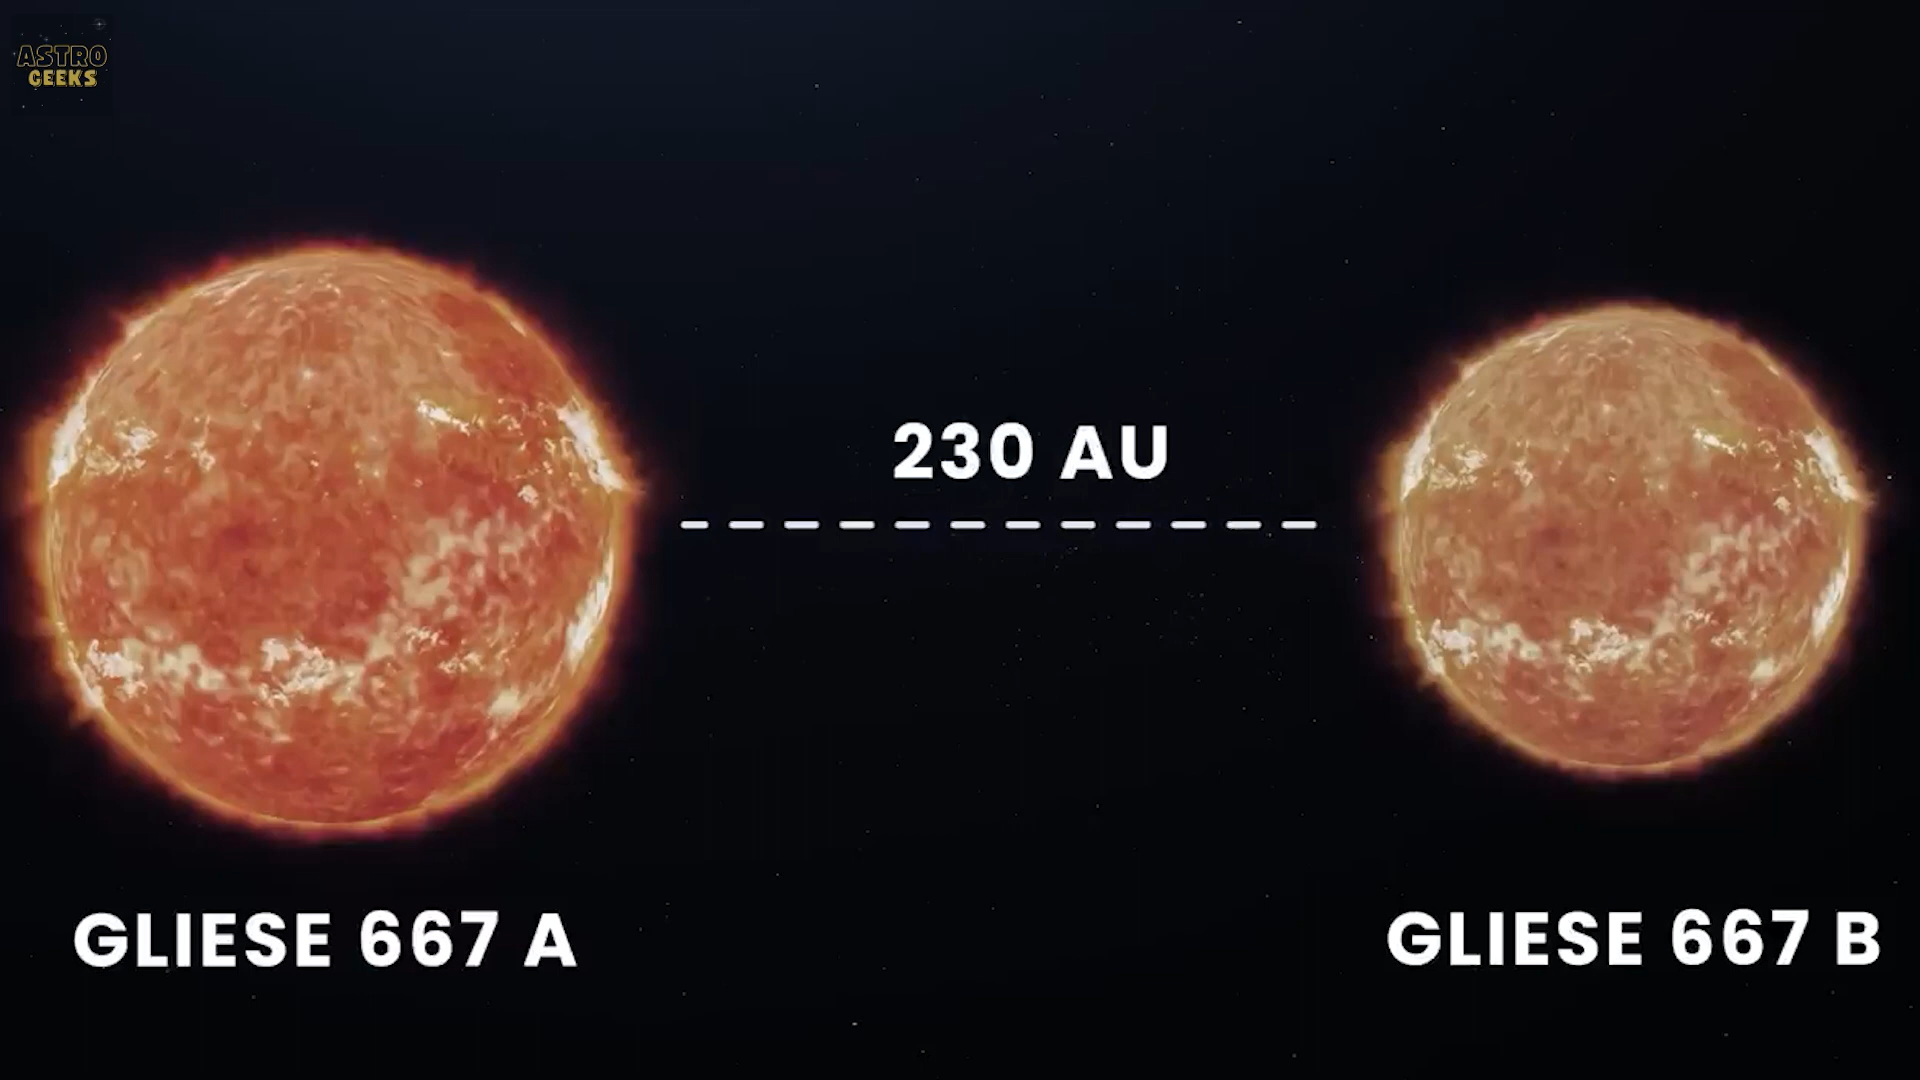 ASTRO
GEEKS
230 AU
GLIESE 667 A
GLIESE 667 B